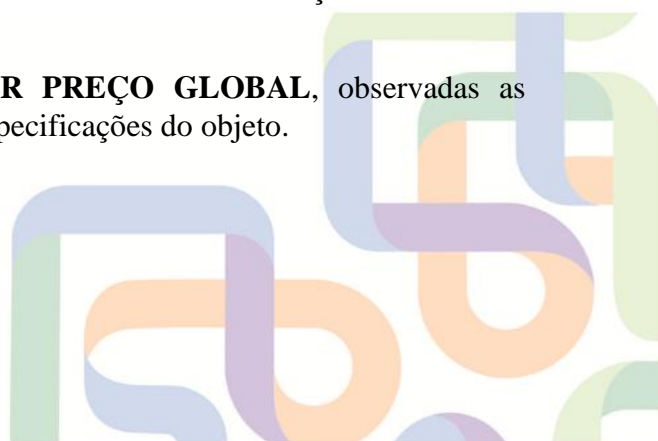 R PREÇO GLOBAL, observadas as
pecificações do objeto.